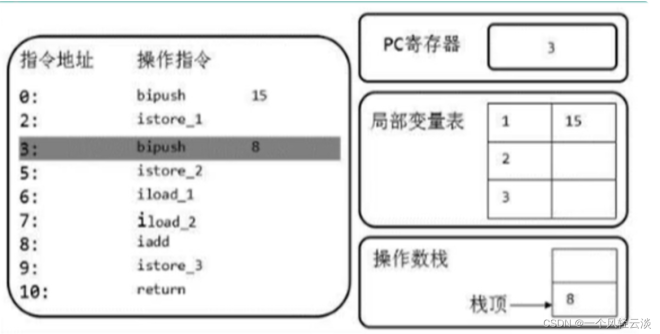 指令地址 操作指令
0: bipush 15
2: istore_1
3: bipush 8
5: istore_2
6: iload_1
7: iload_2
8: iadd
9: istore_3
10: return
PC寄存器 3
局部变量表
1 15
2
3
操作数栈
栈顶 8
CSDN @一个风轻云淡